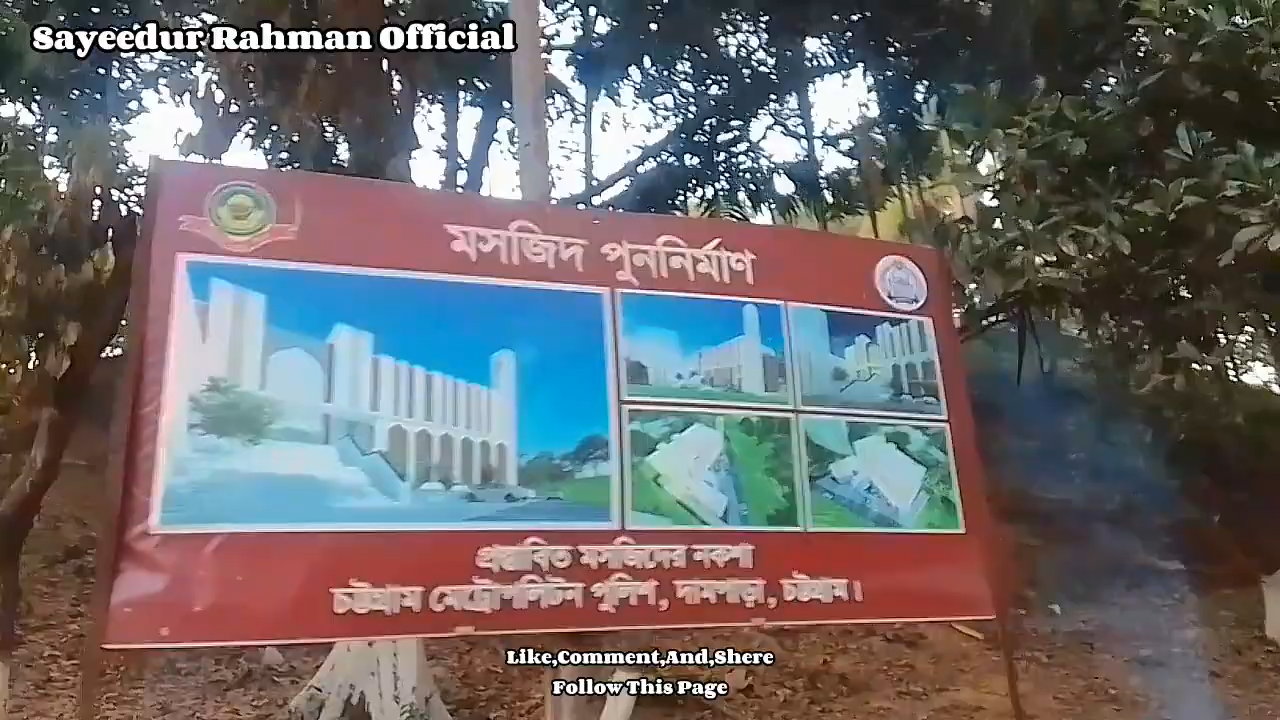 Sayeedur Rahman Official
মসজিদ পুননির্মাণ
প্রস্তাবিত মসজিদের নকশা
চট্টগ্রাম মেট্রোপলিটন পুলিশ, দামপাড়া, চট্টগ্রাম।
Like,Comment,And,Shere
Follow This Page